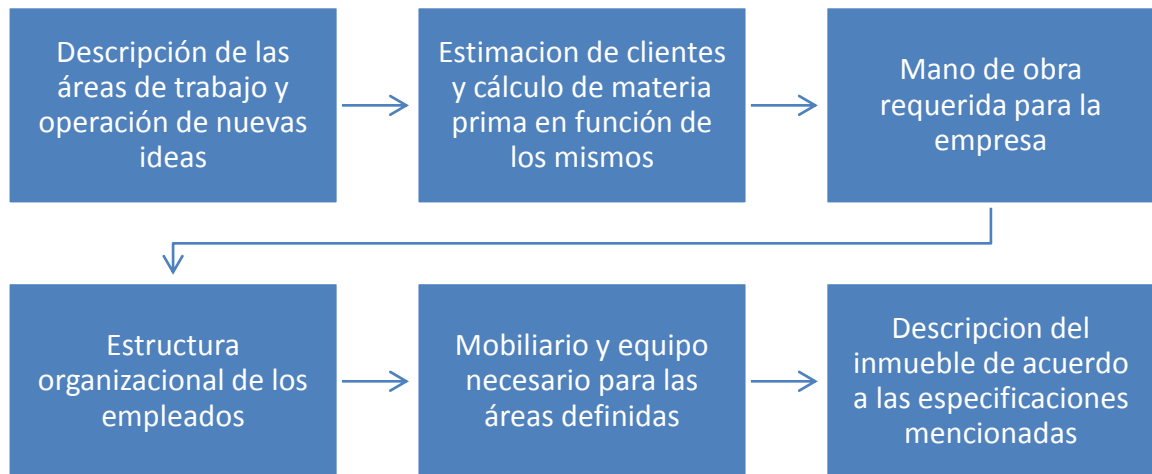 Descripción de las
áreas de trabajo y
operación de nuevas
ideas
Estimacion de clientes
y cálculo de materia
prima en función de
los mismos
Mano de obra
requerida para la
empresa
Estructura
organizacional de los
empleados
Mobiliario y equipo
necesario para las
áreas definidas
Descripcion del
inmueble de acuerdo
a las especificaciones
mencionadas